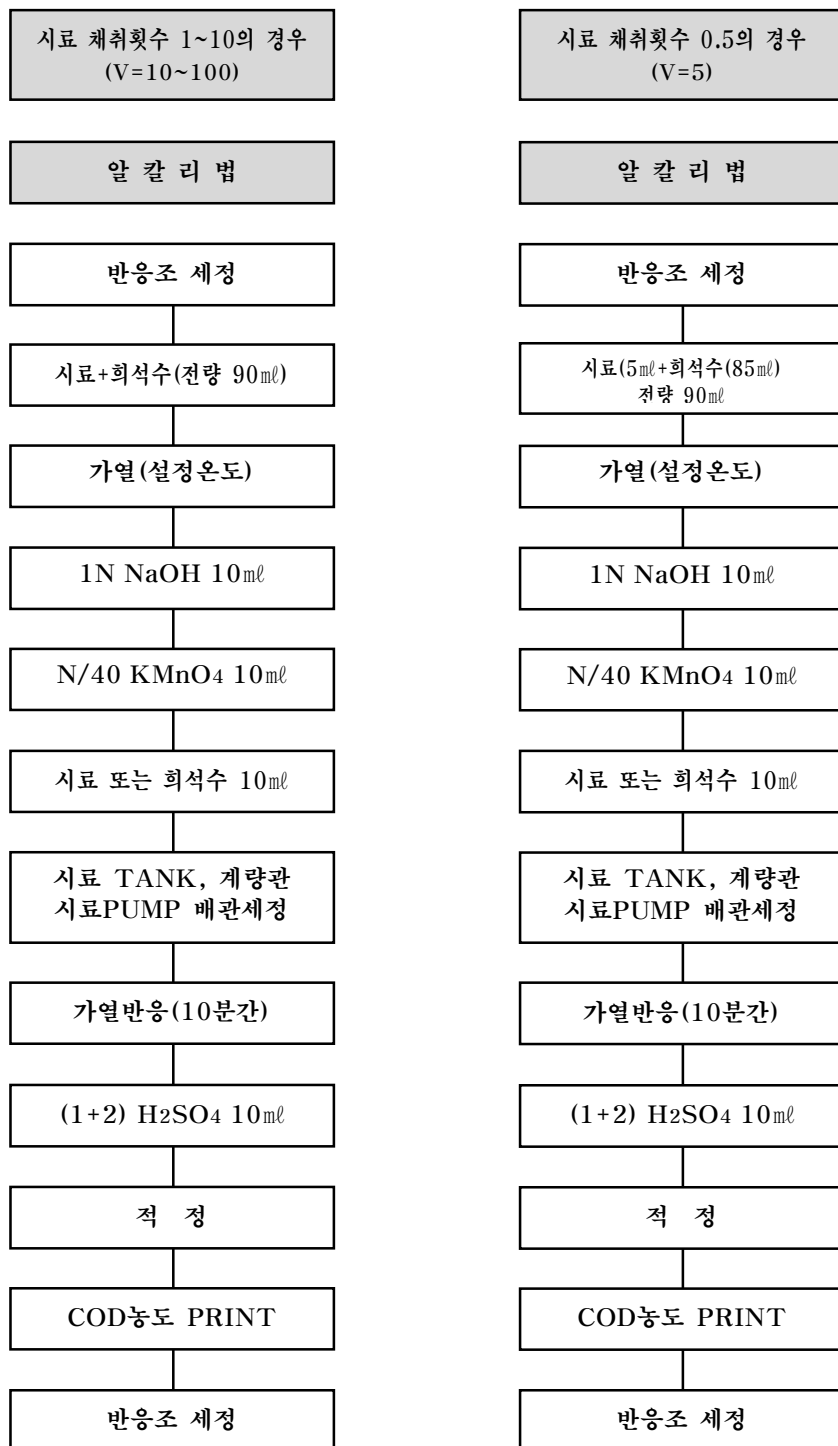 시료 채취횟수 1~10의 경우
(V=10~100)
알 칼 리 법
반응조 세정
시료+희석수(전량 90㎖)
가열(설정온도)
1N NaOH 10㎖
N/40 KMnO4 10㎖
시료 또는 희석수 10㎖
시료 TANK, 계량관
시료PUMP 배관세정
가열반응(10분간)
(1+2) H2SO4 10㎖
적 정
COD농도 PRINT
반응조 세정
시료 채취횟수 0.5의 경우
(V=5)
알 칼 리 법
반응조 세정
시료(5㎖+희석수(85㎖)
전량 90㎖
가열(설정온도)
1N NaOH 10㎖
N/40 KMnO4 10㎖
시료 또는 희석수 10㎖
시료 TANK, 계량관
시료PUMP 배관세정
가열반응(10분간)
(1+2) H2SO4 10㎖
적 정
COD농도 PRINT
반응조 세정